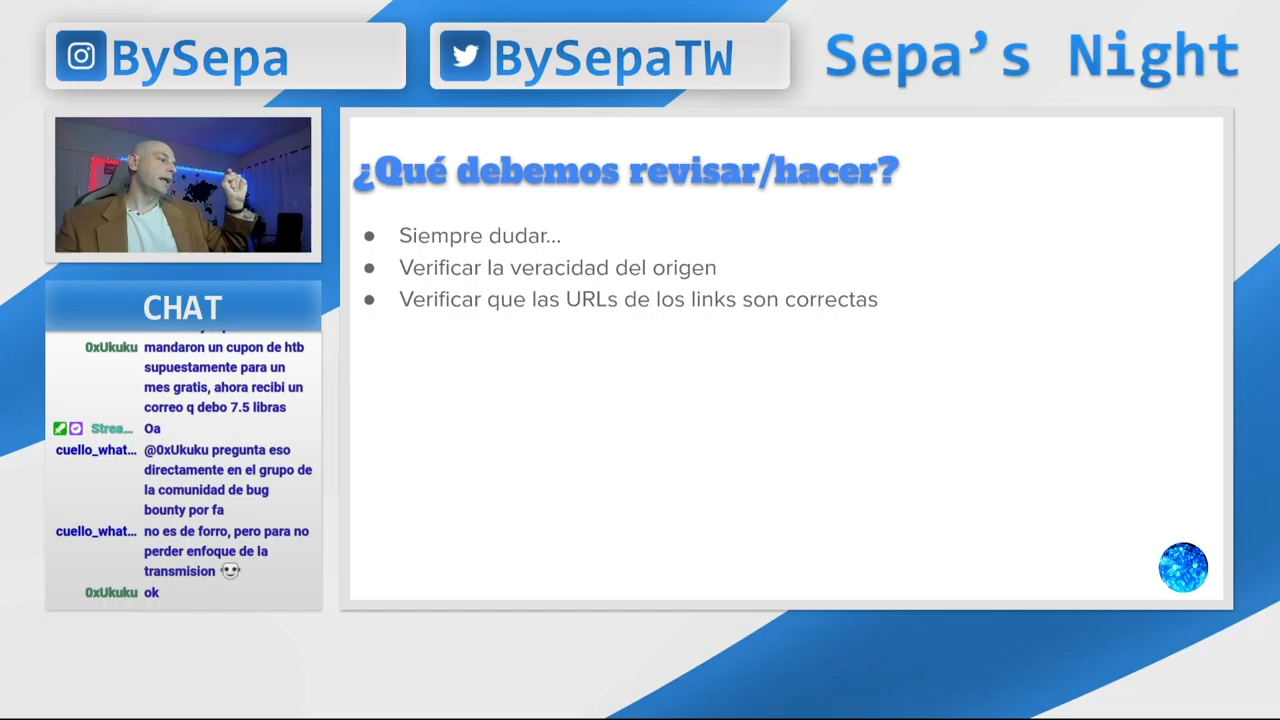 BySepa
BySepaTW
Sepa's Night
¿Qué debemos revisar/hacer?
● Siempre dudar...
● Verificar la veracidad del origen
● Verificar que las URLs de los links son correctas
CHAT
0xUkuku mandaron un cupon de htb
supuestamente para un
mes gratis, ahora recibi un
correo q debo 7.5 libras
Strea... Oa
cuello_what... @0xUkuku pregunta eso
directamente en el grupo de
la comunidad de bug
bounty por fa
cuello_what... no es de forro, pero para no
perder enfoque de la
transmision
0xUkuku ok